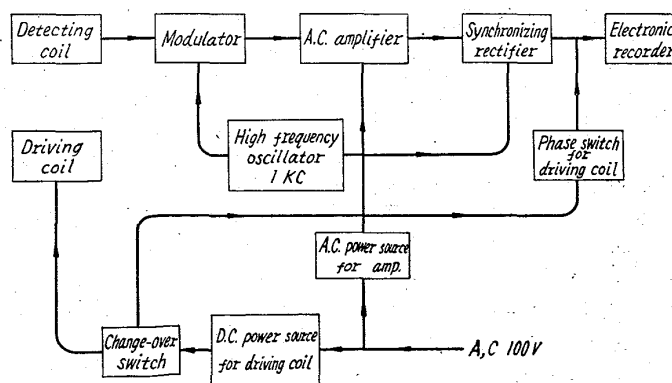 Detecting
coil
Modulator
A.C. amplifier
Synchronizing
rectifier
Electronic
recorder
High frequency
oscillator
1 KC
Driving
coil
Phase switch
for
driving coil
A.C. power source
for amp.
Change-over
switch
D.C. power source
for driving coil
A,C 100V